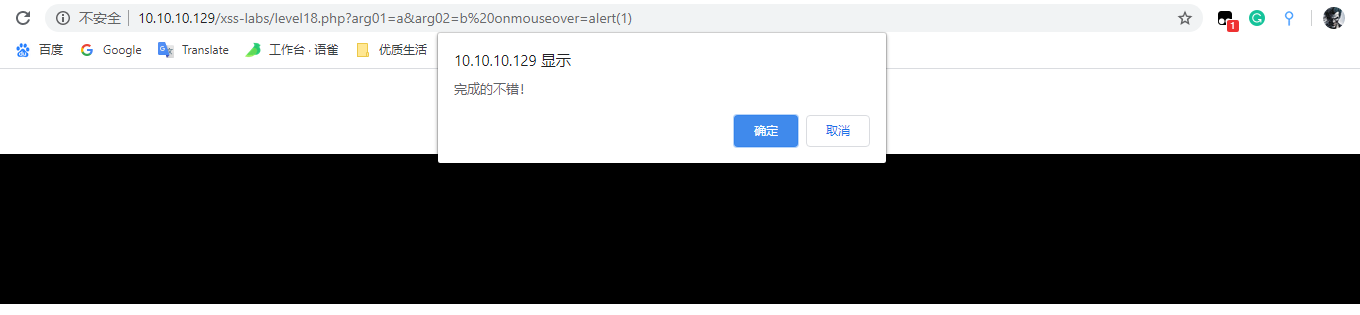 不安全 10.10.10.129/xss-labs/level18.php?arg01=a&arg02=b%20onmouseover=alert(1)
1
百度 Google Translate 工作台 · 语雀 优质生活
10.10.10.129 显示
完成的不错!
确定 取消